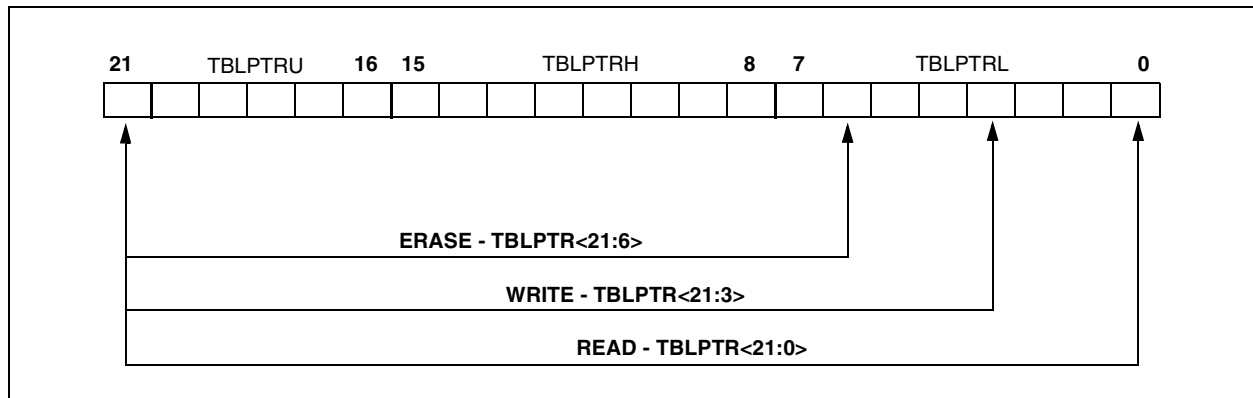 21 TBLPTRU 16 15 TBLPTRH 8 7 TBLPTRL 0
ERASE - TBLPTR<21:6>
WRITE - TBLPTR<21:3>
READ - TBLPTR<21:0>